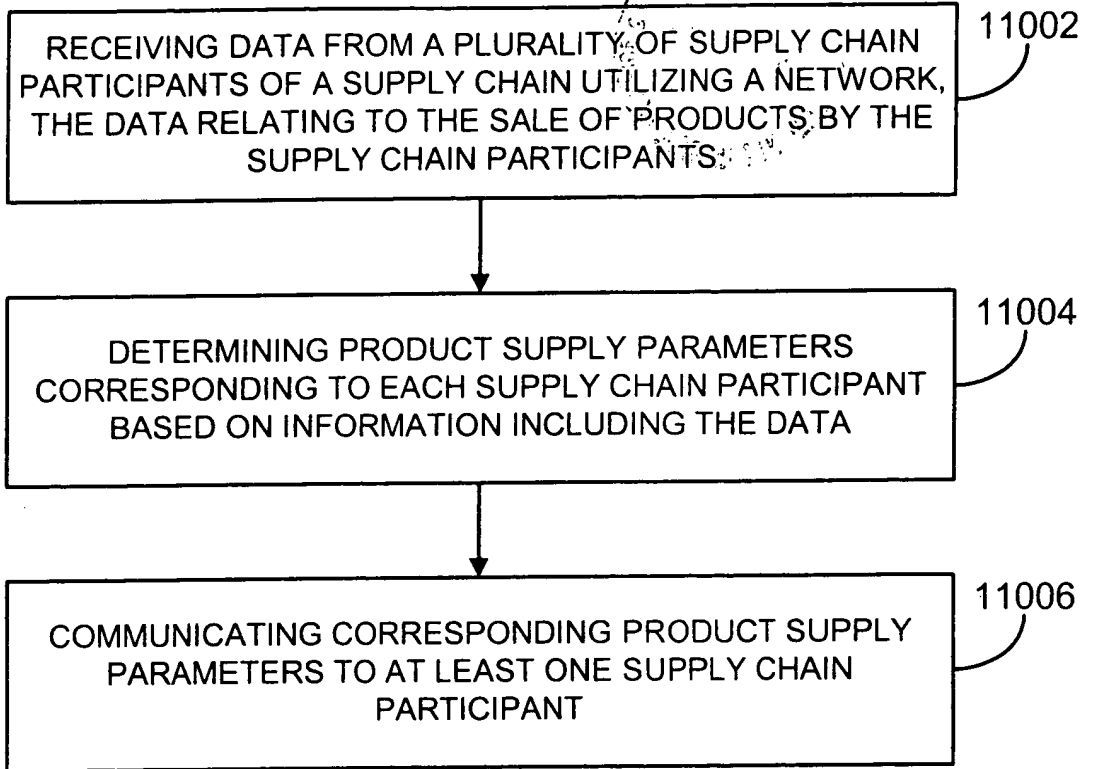 RECEIVING DATA FROM A PLURALITY OF SUPPLY CHAIN
PARTICIPANTS OF A SUPPLY CHAIN UTILIZING A NETWORK,
THE DATA RELATING TO THE SALE OF PRODUCTS BY THE
SUPPLY CHAIN PARTICIPANTS
11002
DETERMINING PRODUCT SUPPLY PARAMETERS
CORRESPONDING TO EACH SUPPLY CHAIN PARTICIPANT
BASED ON INFORMATION INCLUDING THE DATA
11004
COMMUNICATING CORRESPONDING PRODUCT SUPPLY
PARAMETERS TO AT LEAST ONE SUPPLY CHAIN
PARTICIPANT
11006